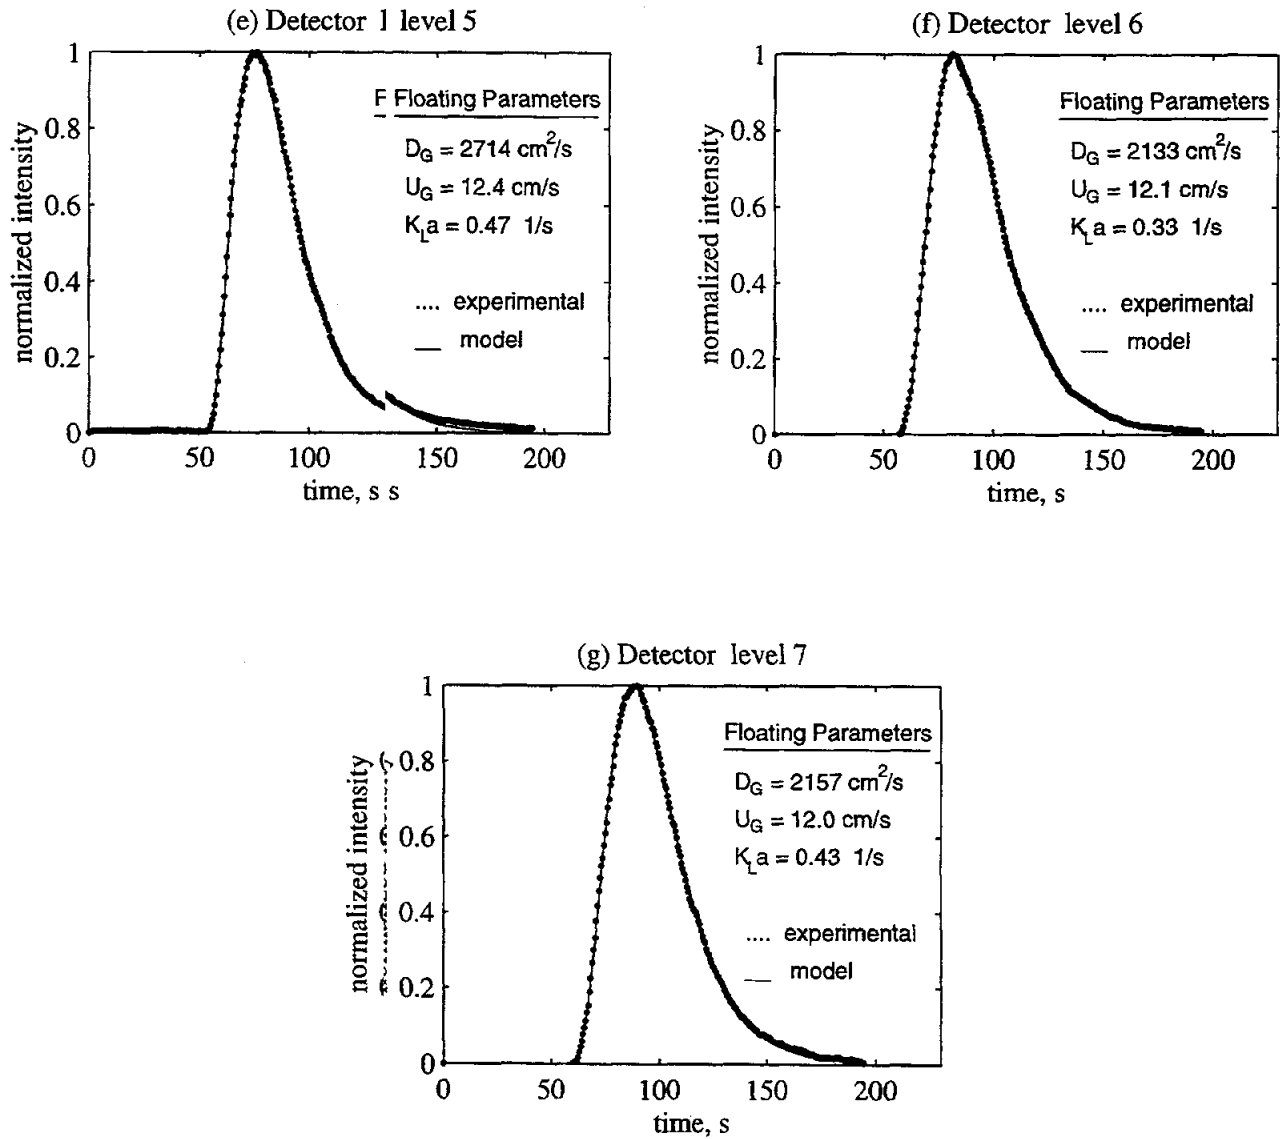 (e) Detector 1 level 5
1
0.8
0.6
0.4
0.2
0
normalized intensity
F Floating Parameters
D_G = 2714 cm²/s
U_G = 12.4 cm/s
K_La = 0.47 1/s
.... experimental
— model
0 50 100 150 200
time, s s
(f) Detector level 6
1
0.8
0.6
0.4
0.2
0
normalized intensity
Floating Parameters
D_G = 2133 cm²/s
U_G = 12.1 cm/s
K_La = 0.33 1/s
.... experimental
— model
0 50 100 150 200
time, s
(g) Detector level 7
1
0.8
0.6
0.4
0.2
0
normalized intensity
Floating Parameters
D_G = 2157 cm²/s
U_G = 12.0 cm/s
K_La = 0.43 1/s
.... experimental
— model
0 50 100 150 200
time, s